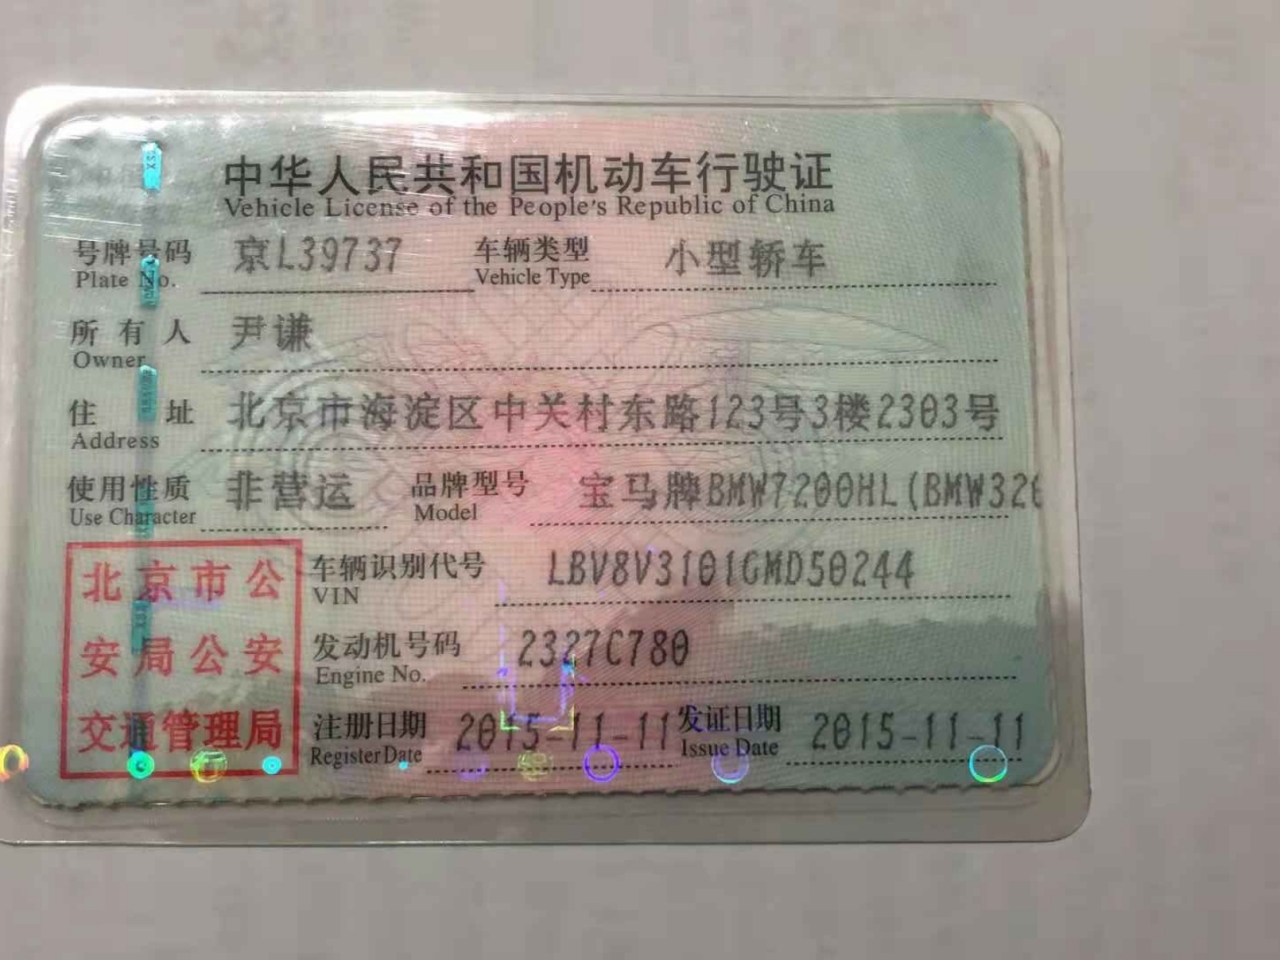 中华人民共和国机动车行驶证
Vehicle License of the People's Republic of China
号牌号码 京L39737 车辆类型 小型轿车
Plate No. Vehicle Type
所有人 尹谦
Owner
住址 北京市海淀区中关村东路123号3楼2303号
Address
使用性质 非营运 品牌型号 宝马牌BMW7200HL(BMW320
Use Character Model
北京市公
安局公安
交通管理局
车辆识别代号 LBV8V3101GMD50244
VIN
发动机号码 2327C780
Engine No.
注册日期 2015-11-11 发证日期 2015-11-11
Register Date Issue Date